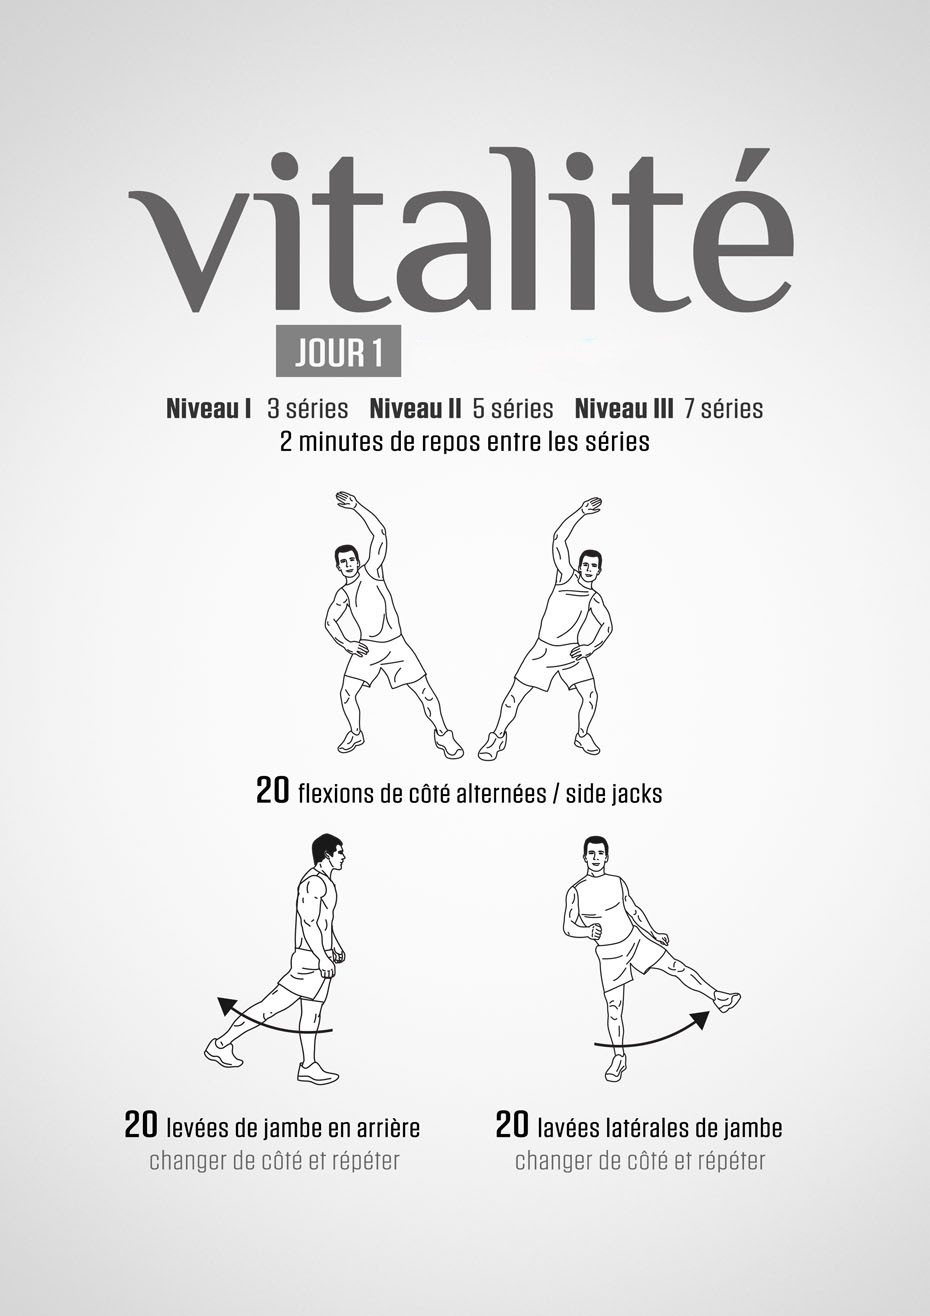 vitalité
JOUR 1
Niveau I 3 séries Niveau II 5 séries Niveau III 7 séries
2 minutes de repos entre les séries
20 flexions de côté alternées / side jacks
20 levées de jambe en arrière
changer de côté et répéter
20 lavées latérales de jambe
changer de côté et répéter